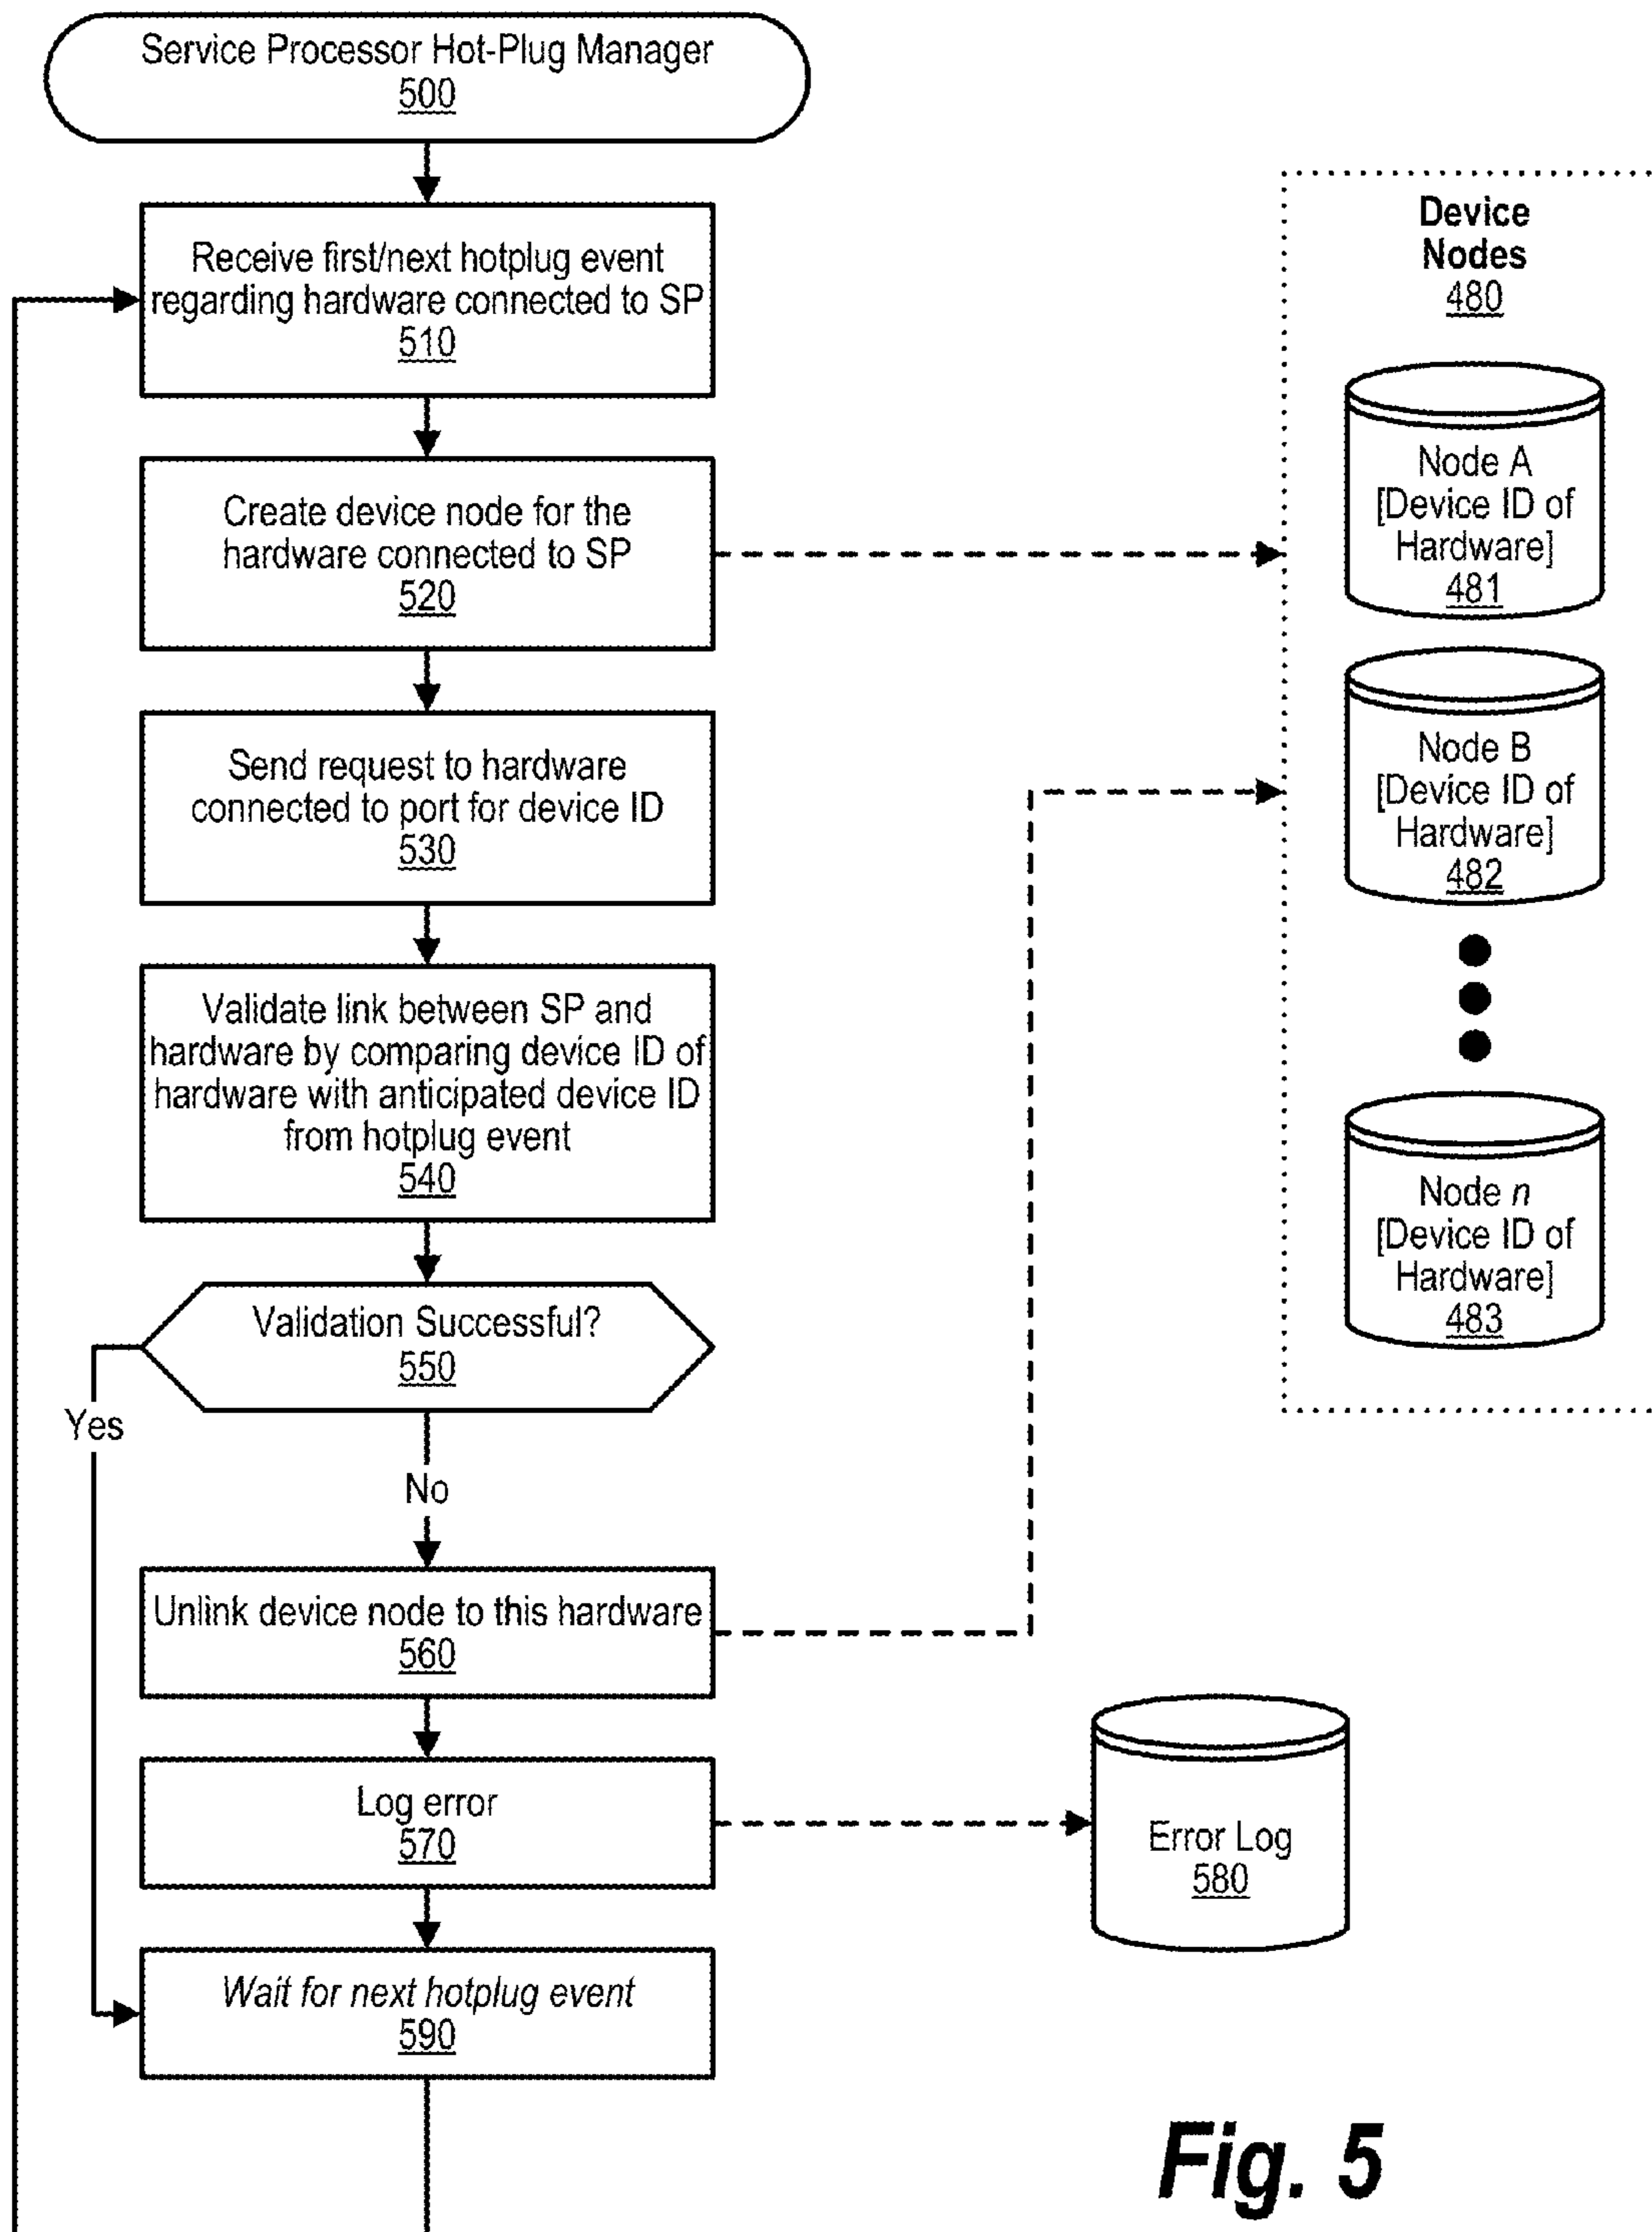 Service Processor Hot-Plug Manager
500
Receive first/next hotplug event
regarding hardware connected to SP
510
Create device node for the
hardware connected to SP
520
Send request to hardware
connected to port for device ID
530
Validate link between SP and
hardware by comparing device ID of
hardware with anticipated device ID
from hotplug event
540
Validation Successful?
550
Yes
No
Unlink device node to this hardware
560
Log error
570
Wait for next hotplug event
590
Device
Nodes
480
Node A
[Device ID of
Hardware]
481
Node B
[Device ID of
Hardware]
482
Node n
[Device ID of
Hardware]
483
Error Log
580
Fig. 5